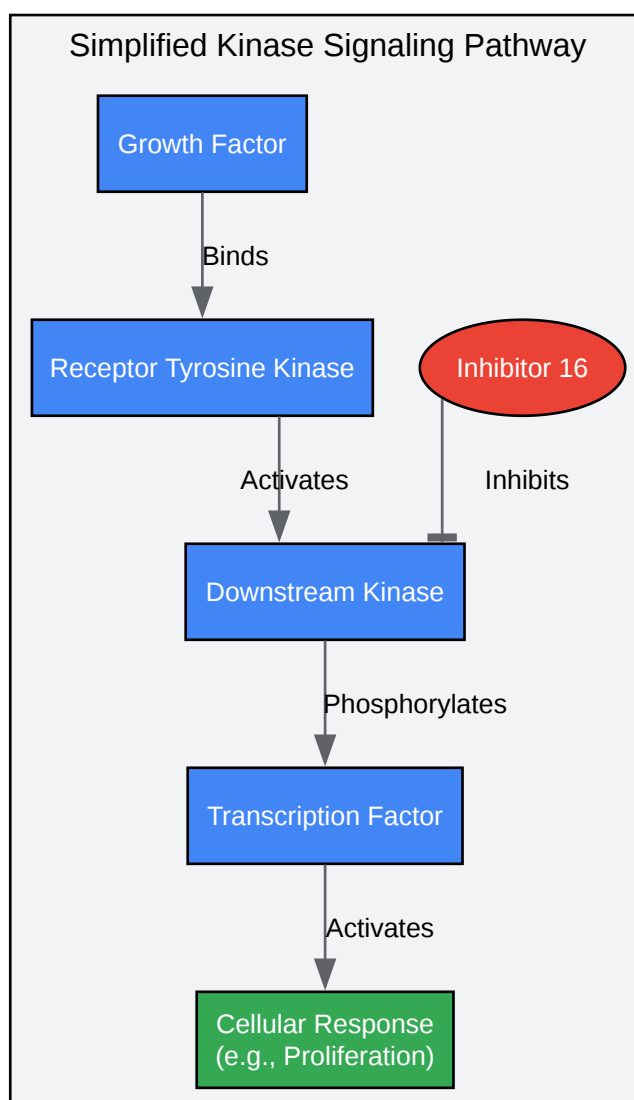 Simplified Kinase Signaling Pathway
Growth Factor
Binds
Receptor Tyrosine Kinase
Inhibitor 16
Activates
Inhibits
Downstream Kinase
Phosphorylates
Transcription Factor
Activates
Cellular Response
(e.g., Proliferation)